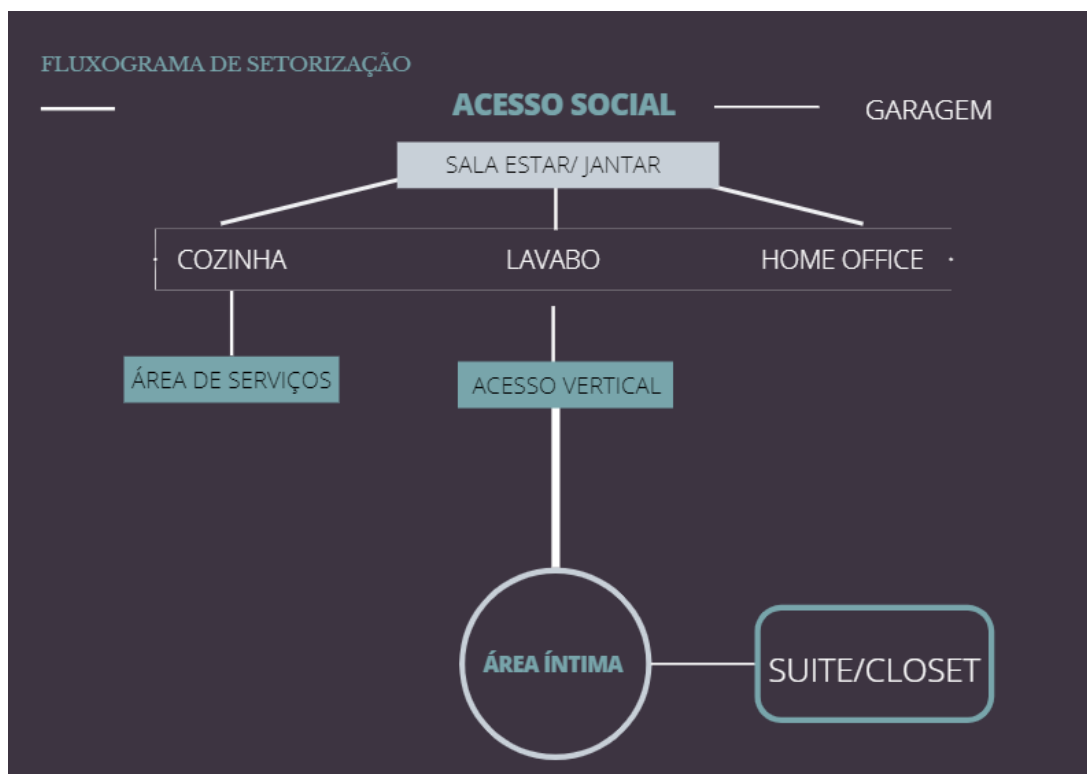 FLUXOGRAMA DE SETORIZAÇÃO
ACESSO SOCIAL
GARAGEM
SALA ESTAR/ JANTAR
COZINHA
LAVABO
HOME OFFICE
ÁREA DE SERVIÇOS
ACESSO VERTICAL
ÁREA ÍNTIMA
SUITE/CLOSET